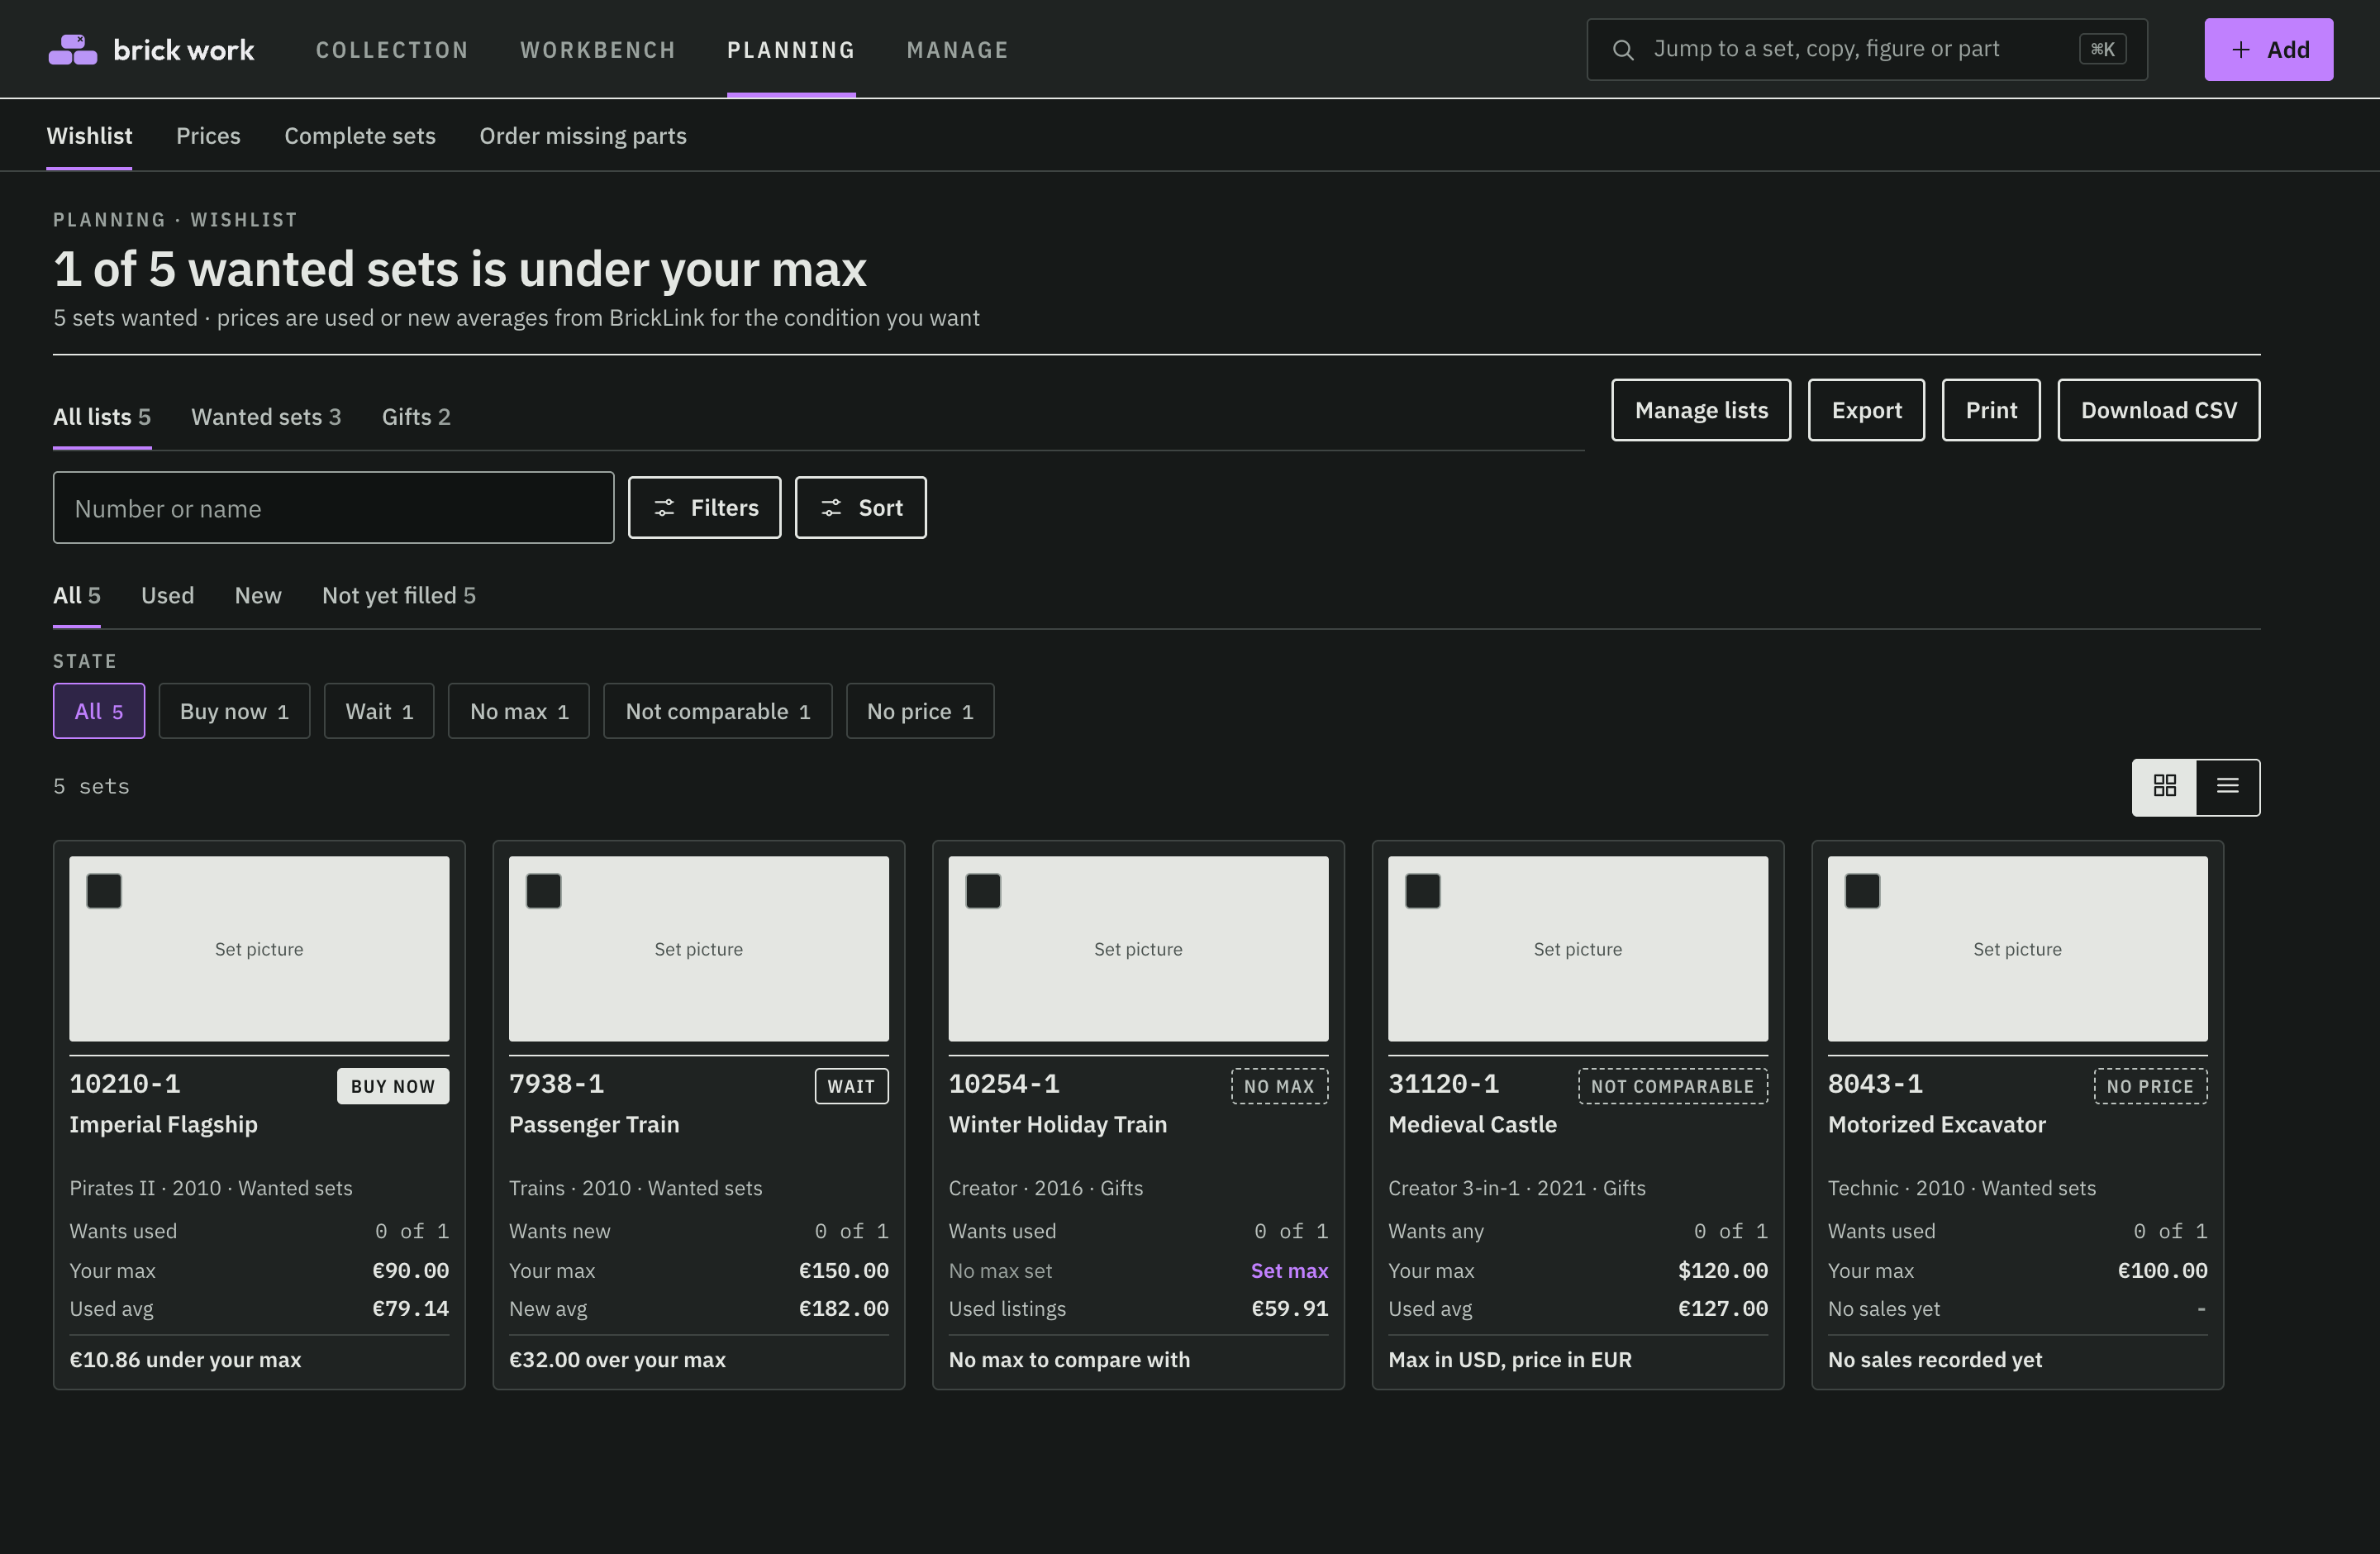 brick work COLLECTION WORKBENCH PLANNING MANAGE Jump to a set, copy, figure or part ⌘K + Add
Wishlist Prices Complete sets Order missing parts
PLANNING · WISHLIST
1 of 5 wanted sets is under your max
5 sets wanted · prices are used or new averages from BrickLink for the condition you want
All lists 5 Wanted sets 3 Gifts 2 Manage lists Export Print Download CSV
Number or name Filters Sort
All 5 Used New Not yet filled 5
STATE
All 5 Buy now 1 Wait 1 No max 1 Not comparable 1 No price 1
5 sets
Set picture
10210-1 BUY NOW
Imperial Flagship
Pirates II · 2010 · Wanted sets
Wants used 0 of 1
Your max €90.00
Used avg €79.14
€10.86 under your max
Set picture
7938-1 WAIT
Passenger Train
Trains · 2010 · Wanted sets
Wants new 0 of 1
Your max €150.00
New avg €182.00
€32.00 over your max
Set picture
10254-1 NO MAX
Winter Holiday Train
Creator · 2016 · Gifts
Wants used 0 of 1
No max set Set max
Used listings €59.91
No max to compare with
Set picture
31120-1 NOT COMPARABLE
Medieval Castle
Creator 3-in-1 · 2021 · Gifts
Wants any 0 of 1
Your max $120.00
Used avg €127.00
Max in USD, price in EUR
Set picture
8043-1 NO PRICE
Motorized Excavator
Technic · 2010 · Wanted sets
Wants used 0 of 1
Your max €100.00
No sales yet -
No sales recorded yet